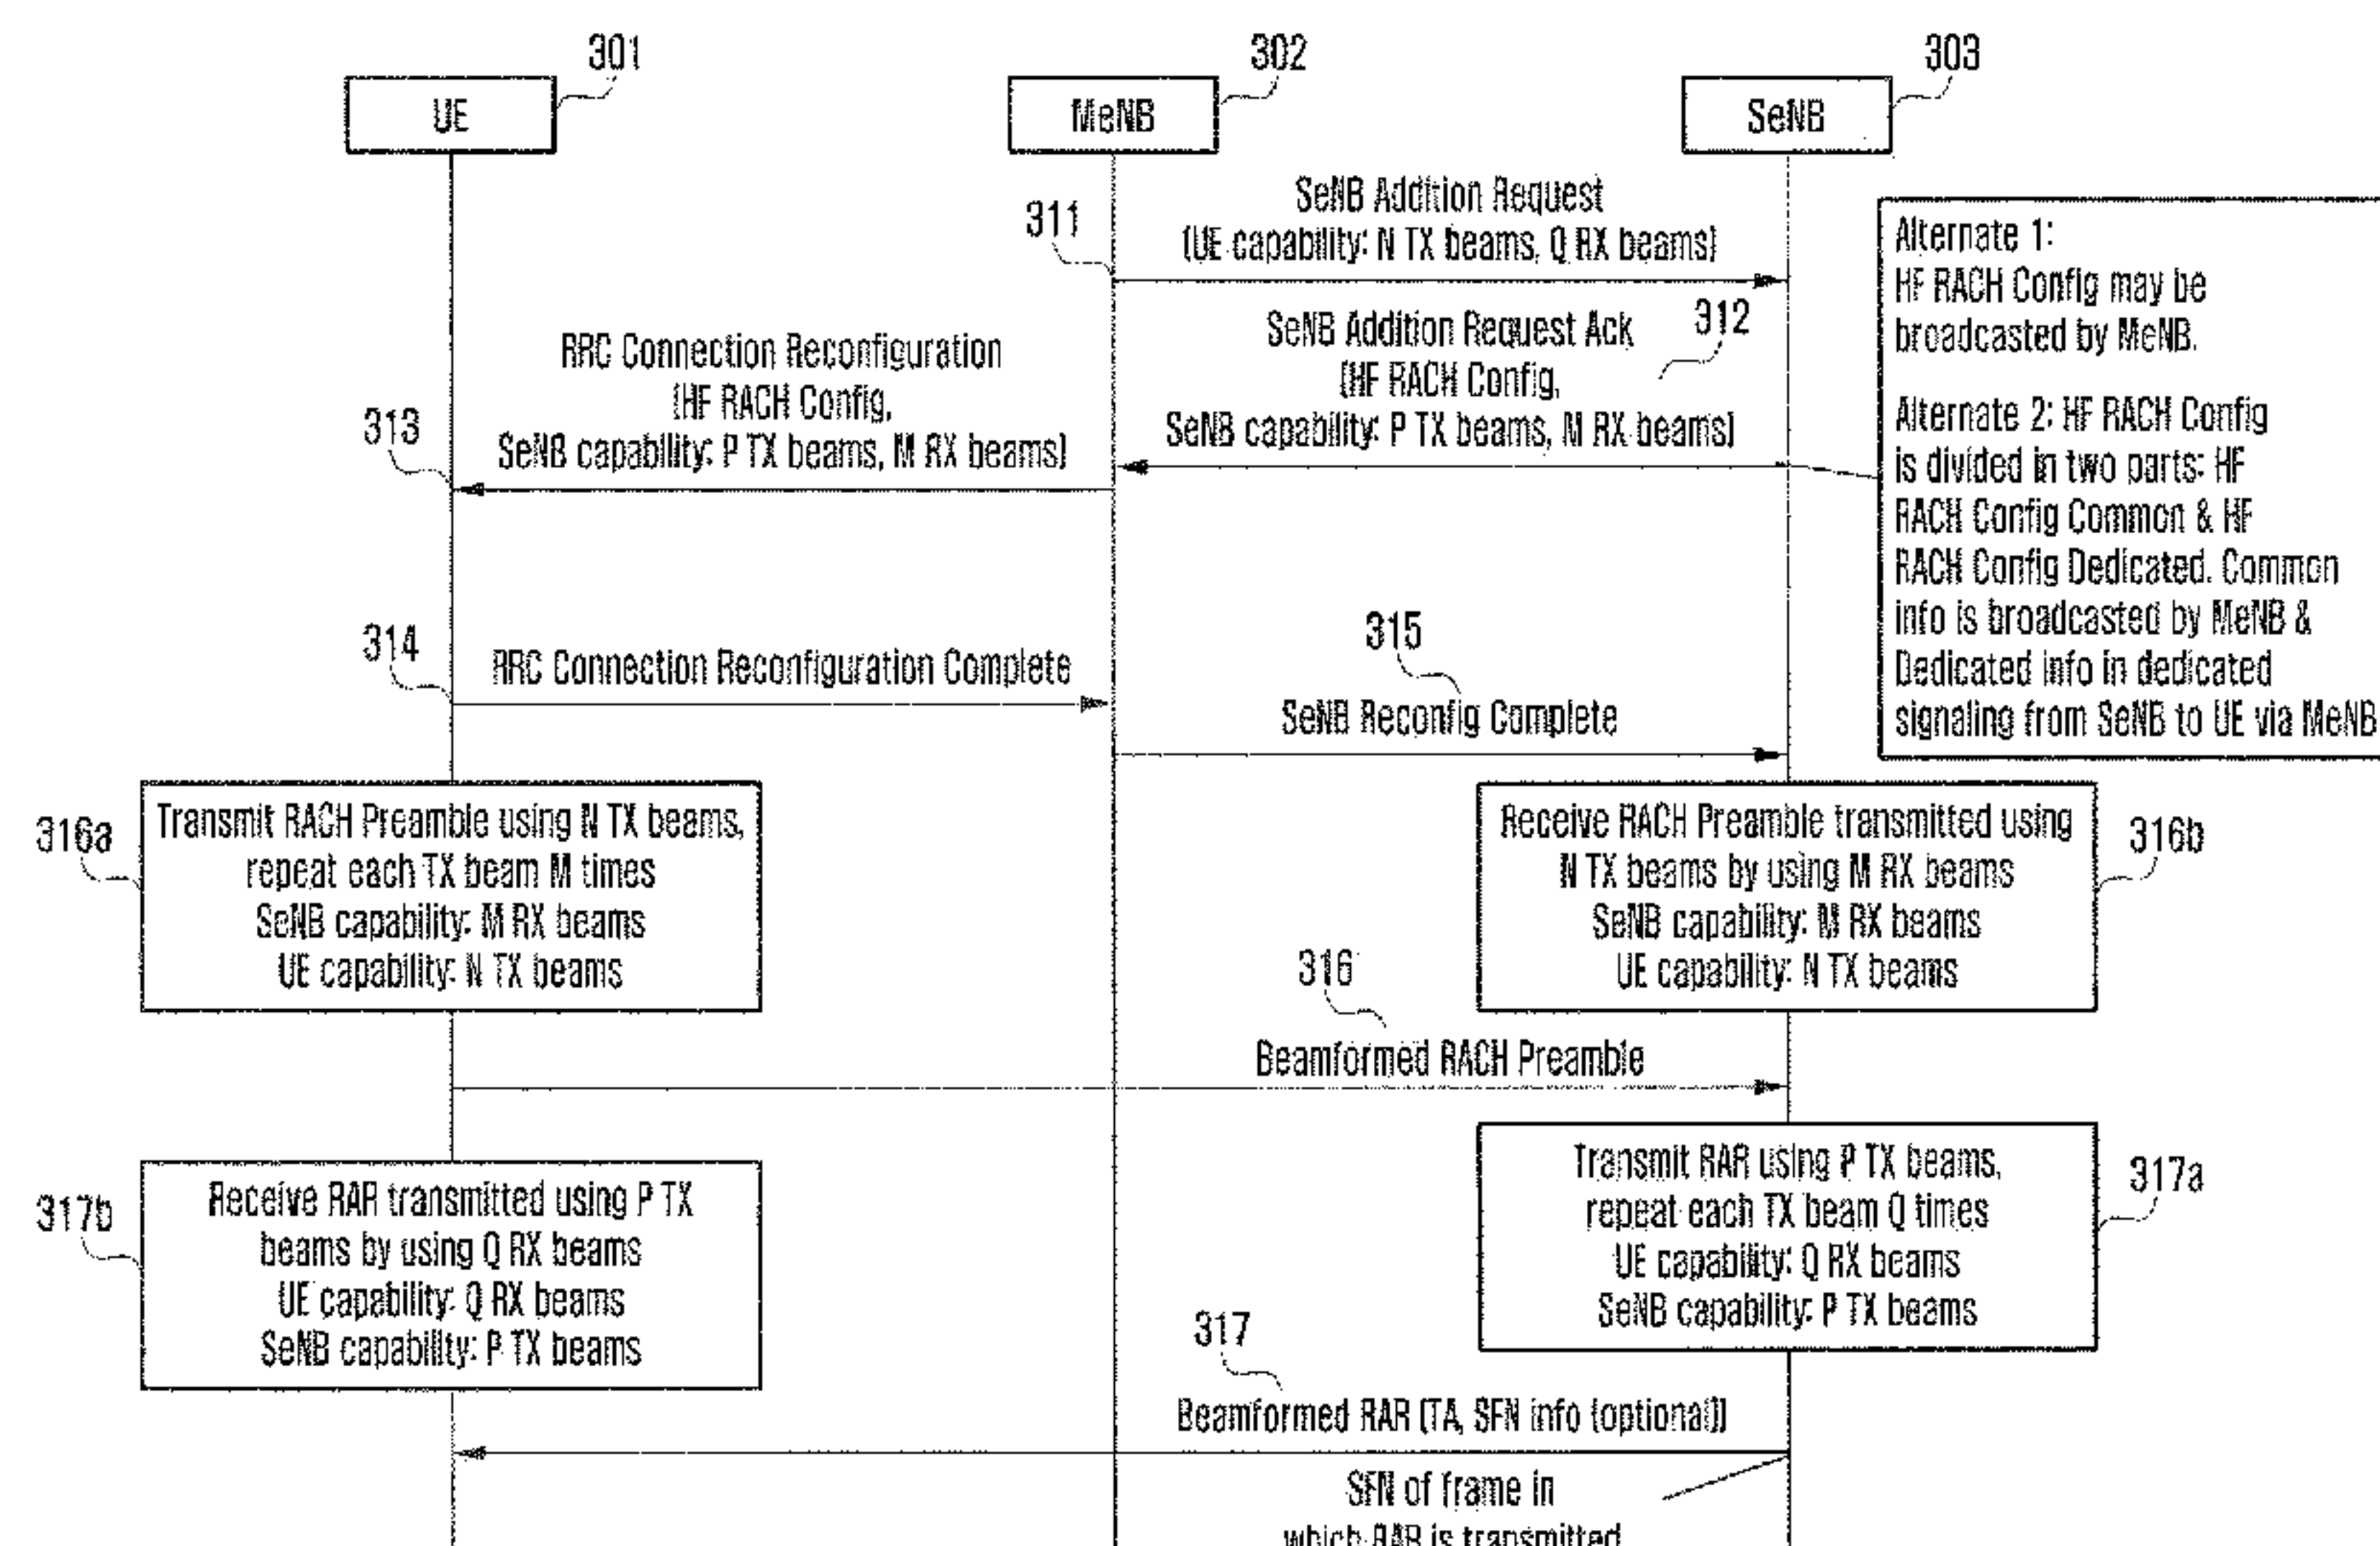 301
302
303
UE
MeNB
SeNB
311
SeNB Addition Request
(UE capability: N TX beams, Q RX beams)
312
SeNB Addition Request Ack
(HF RACH Config,
SeNB capability: P TX beams, M RX beams)
Alternate 1:
HF RACH Config may be
broadcasted by MeNB.
Alternate 2: HF RACH Config
is divided in two parts: HF
RACH Config Common & HF
RACH Config Dedicated. Common
info is broadcasted by MeNB &
Dedicated info in dedicated
signaling from SeNB to UE via MeNB
313
RRC Connection Reconfiguration
(HF RACH Config,
SeNB capability: P TX beams, M RX beams)
314
RRC Connection Reconfiguration Complete
315
SeNB Reconfig Complete
316a
Transmit RACH Preamble using N TX beams,
repeat each TX beam M times
SeNB capability: M RX beams
UE capability: N TX beams
316b
Receive RACH Preamble transmitted using
N TX beams by using M RX beams
SeNB capability: M RX beams
UE capability: N TX beams
316
Beamformed RACH Preamble
317a
Transmit RAR using P TX beams,
repeat each TX beam Q times
UE capability: Q RX beams
SeNB capability: P TX beams
317b
Receive RAR transmitted using P TX
beams by using Q RX beams
UE capability: Q RX beams
SeNB capability: P TX beams
317
Beamformed RAR (TA, SFN info (optional))
SFN of frame in
which RAR is transmitted